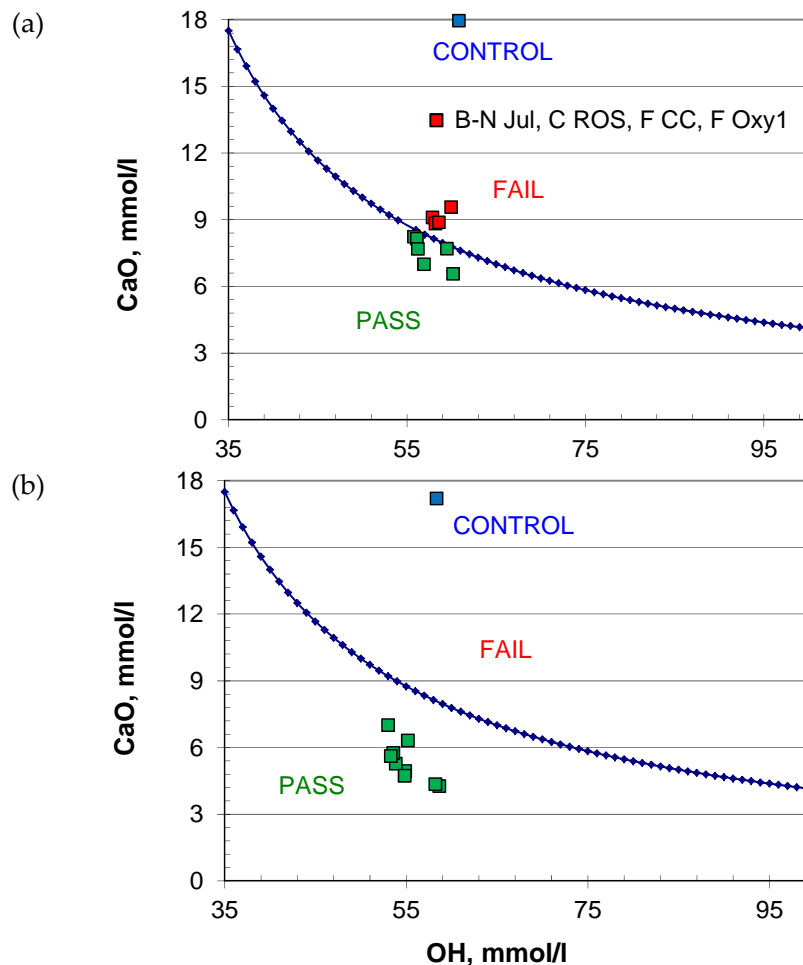 (a)
18
15
12
9
6
3
0
CaO, mmol/l
CONTROL
B-N Jul, C ROS, F CC, F Oxy1
FAIL
PASS
35 55 75 95
(b)
18
15
12
9
6
3
0
CaO, mmol/l
CONTROL
FAIL
PASS
35 55 75 95
OH, mmol/l